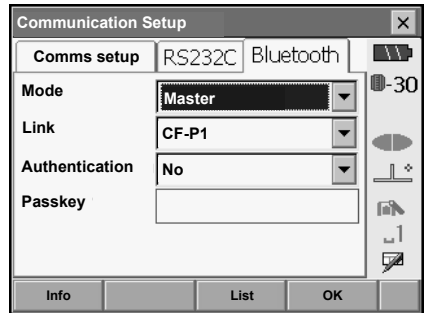 Communication Setup
Comms setup RS232C Bluetooth
Mode Master
-30
Link CF-P1
Authentication No
Passkey
1
Info List OK